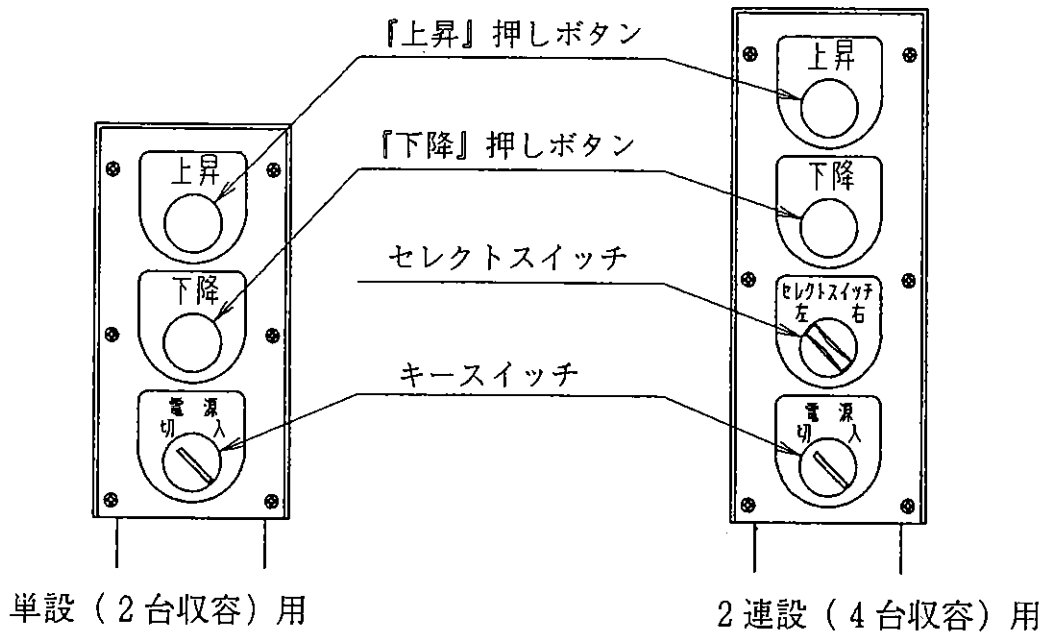 『上昇』押しボタン
『下降』押しボタン
セレクトスイッチ
キースイッチ
上昇
下降
電源
切 入
単設(2台収容)用
上昇
下降
セレクトスイッチ
左 右
電源
切 入
2連設(4台収容)用